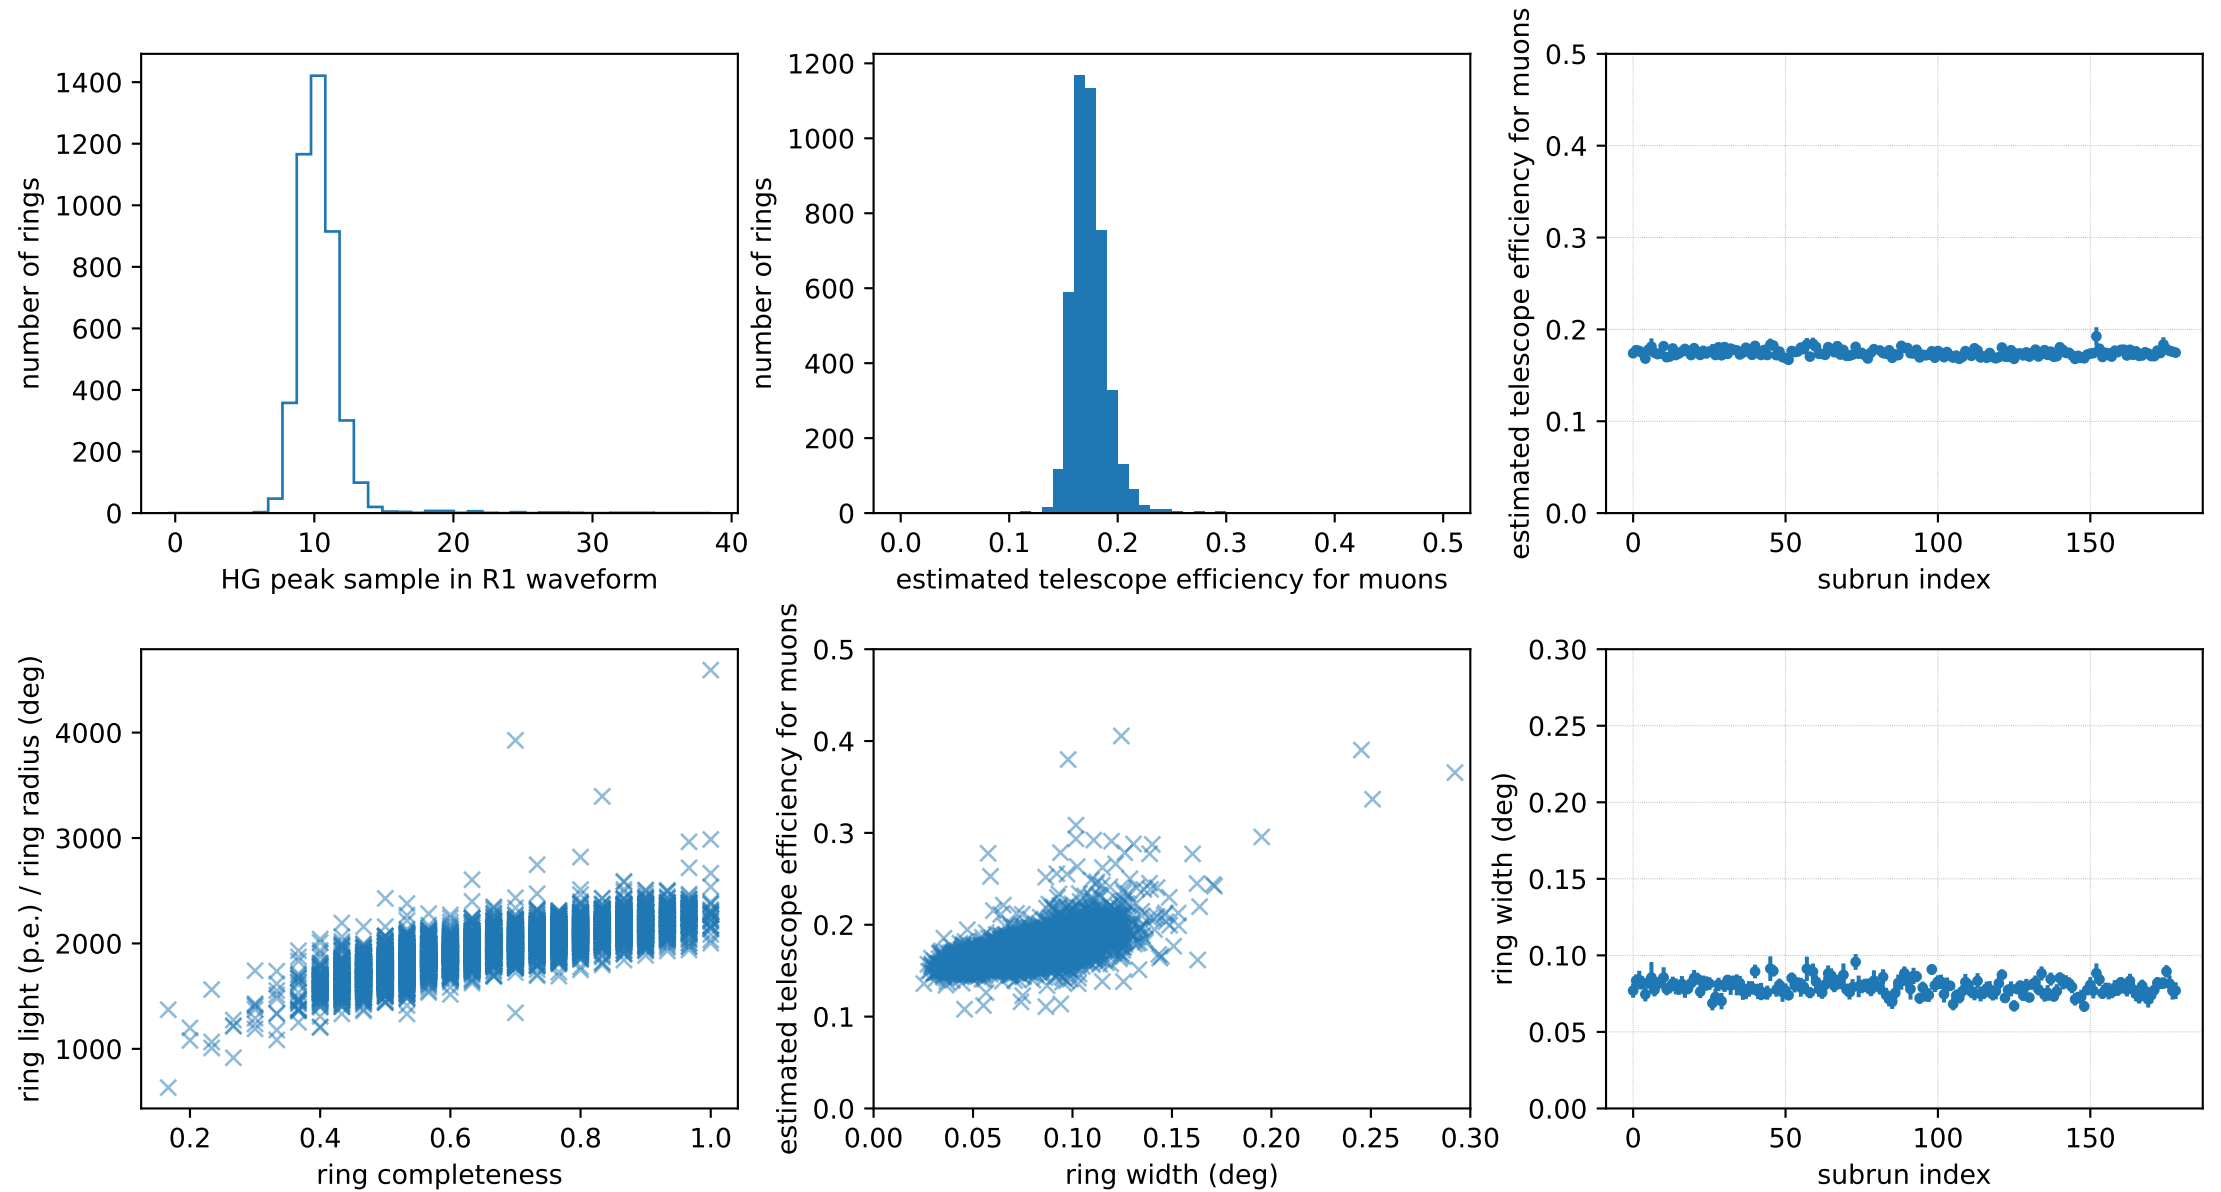 1400
1200
1000
800
600
400
200
0
number of rings
0 10 20 30 40
HG peak sample in R1 waveform
1200
1000
800
600
400
200
0
number of rings
0.0 0.1 0.2 0.3 0.4 0.5
estimated telescope efficiency for muons
0.5
0.4
0.3
0.2
0.1
0.0
estimated telescope efficiency for muons
0 50 100 150
subrun index
4000
3000
2000
1000
ring light (p.e.) / ring radius (deg)
0.2 0.4 0.6 0.8 1.0
ring completeness
0.5
0.4
0.3
0.2
0.1
0.0
estimated telescope efficiency for muons
0.00 0.05 0.10 0.15 0.20 0.25 0.30
ring width (deg)
0.30
0.25
0.20
0.15
0.10
0.05
0.00
ring width (deg)
0 50 100 150
subrun index